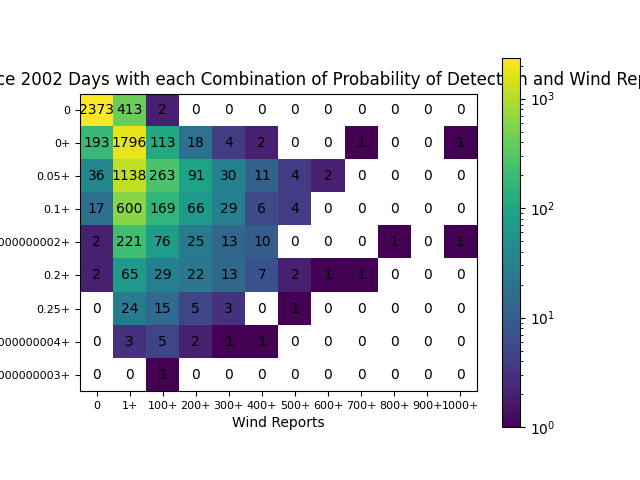 ce 2002 Days with each Combination of Probability of Detection and Wind Rep
0 2373 413 2 0 0 0 0 0 0 0 0 0
0+ 193 1796 113 18 4 2 0 0 1 0 0 1
0.05+ 36 1138 263 91 30 11 4 2 0 0 0 0
0.1+ 17 600 169 66 29 6 4 0 0 0 0 0
000000002+ 2 221 76 25 13 10 0 0 0 1 0 1
0.2+ 2 65 29 22 13 7 2 1 1 0 0 0
0.25+ 0 24 15 5 3 0 1 0 0 0 0 0
000000004+ 0 3 5 2 1 1 0 0 0 0 0 0
000000003+ 0 0 1 0 0 0 0 0 0 0 0 0
0 1+ 100+ 200+ 300+ 400+ 500+ 600+ 700+ 800+ 900+ 1000+
Wind Reports
10³
10²
10¹
10⁰